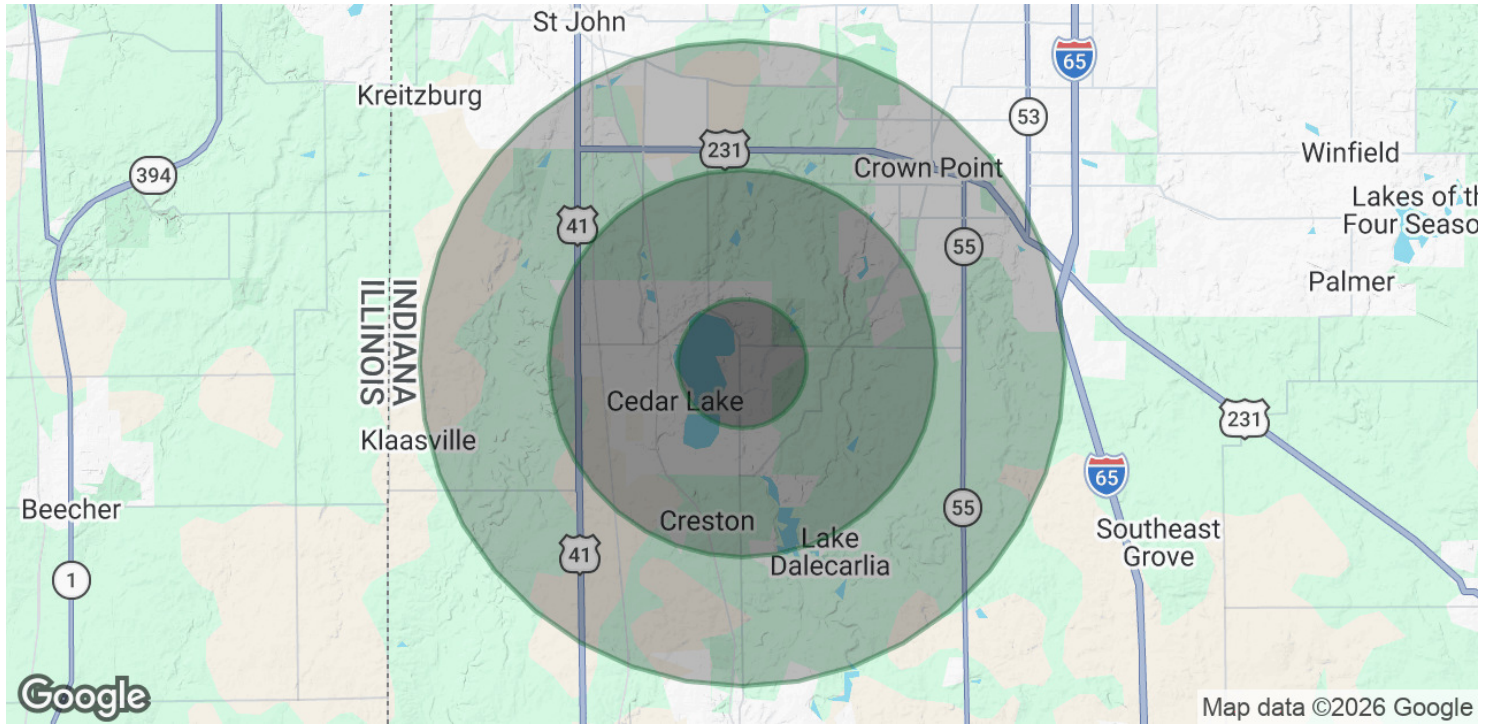 St John
65
Kreitzburg
53
231
Winfield
394
Crown Point
Lakes of th
Four Seaso
41
55
Palmer
INDIANA
ILLINOIS
Cedar Lake
231
Klaasville
65
Beecher
55
Creston
Southeast
Grove
Lake
Dalecarlia
41
1
Google
Map data ©2026 Google